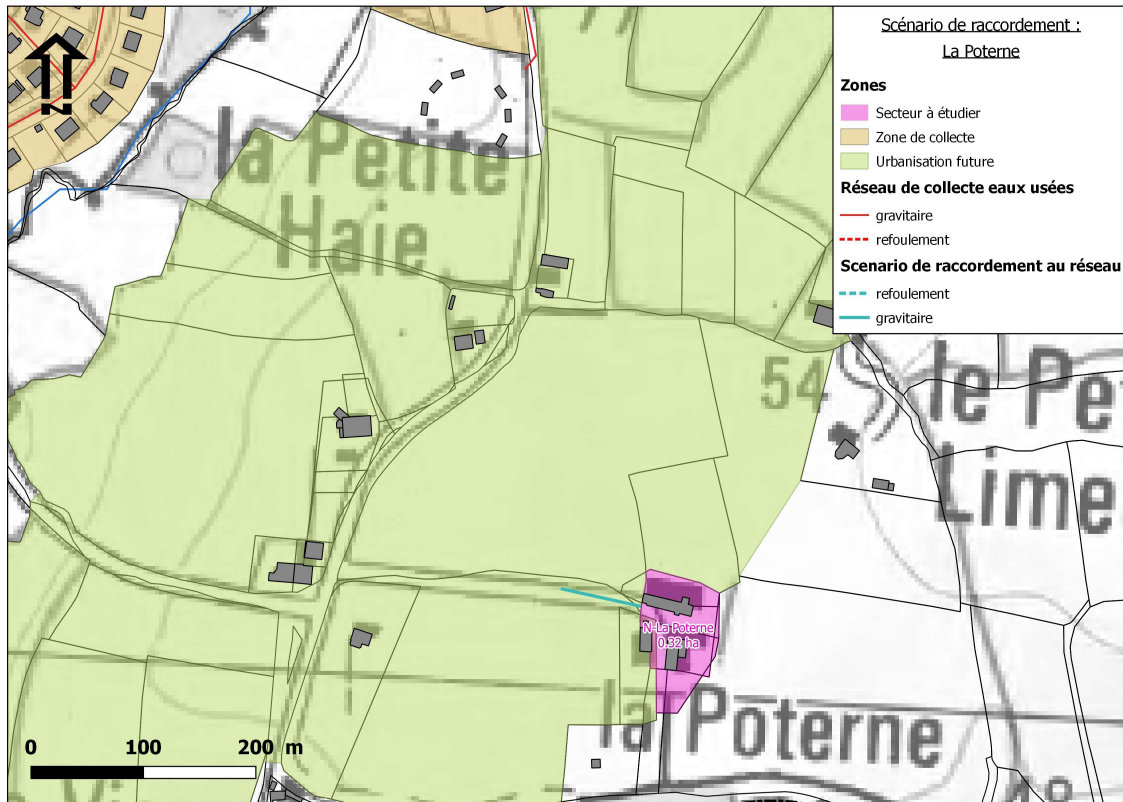 Scénario de raccordement :
La Poterne
Zones
Secteur à étudier
Zone de collecte
Urbanisation future
Réseau de collecte eaux usées
gravitaire
refoulement
Scenario de raccordement au réseau
refoulement
gravitaire
N
la Petite
Haie
54
le Pe
Lime
N-La Poterne
0.32 ha
la Poterne
0 100 200 m